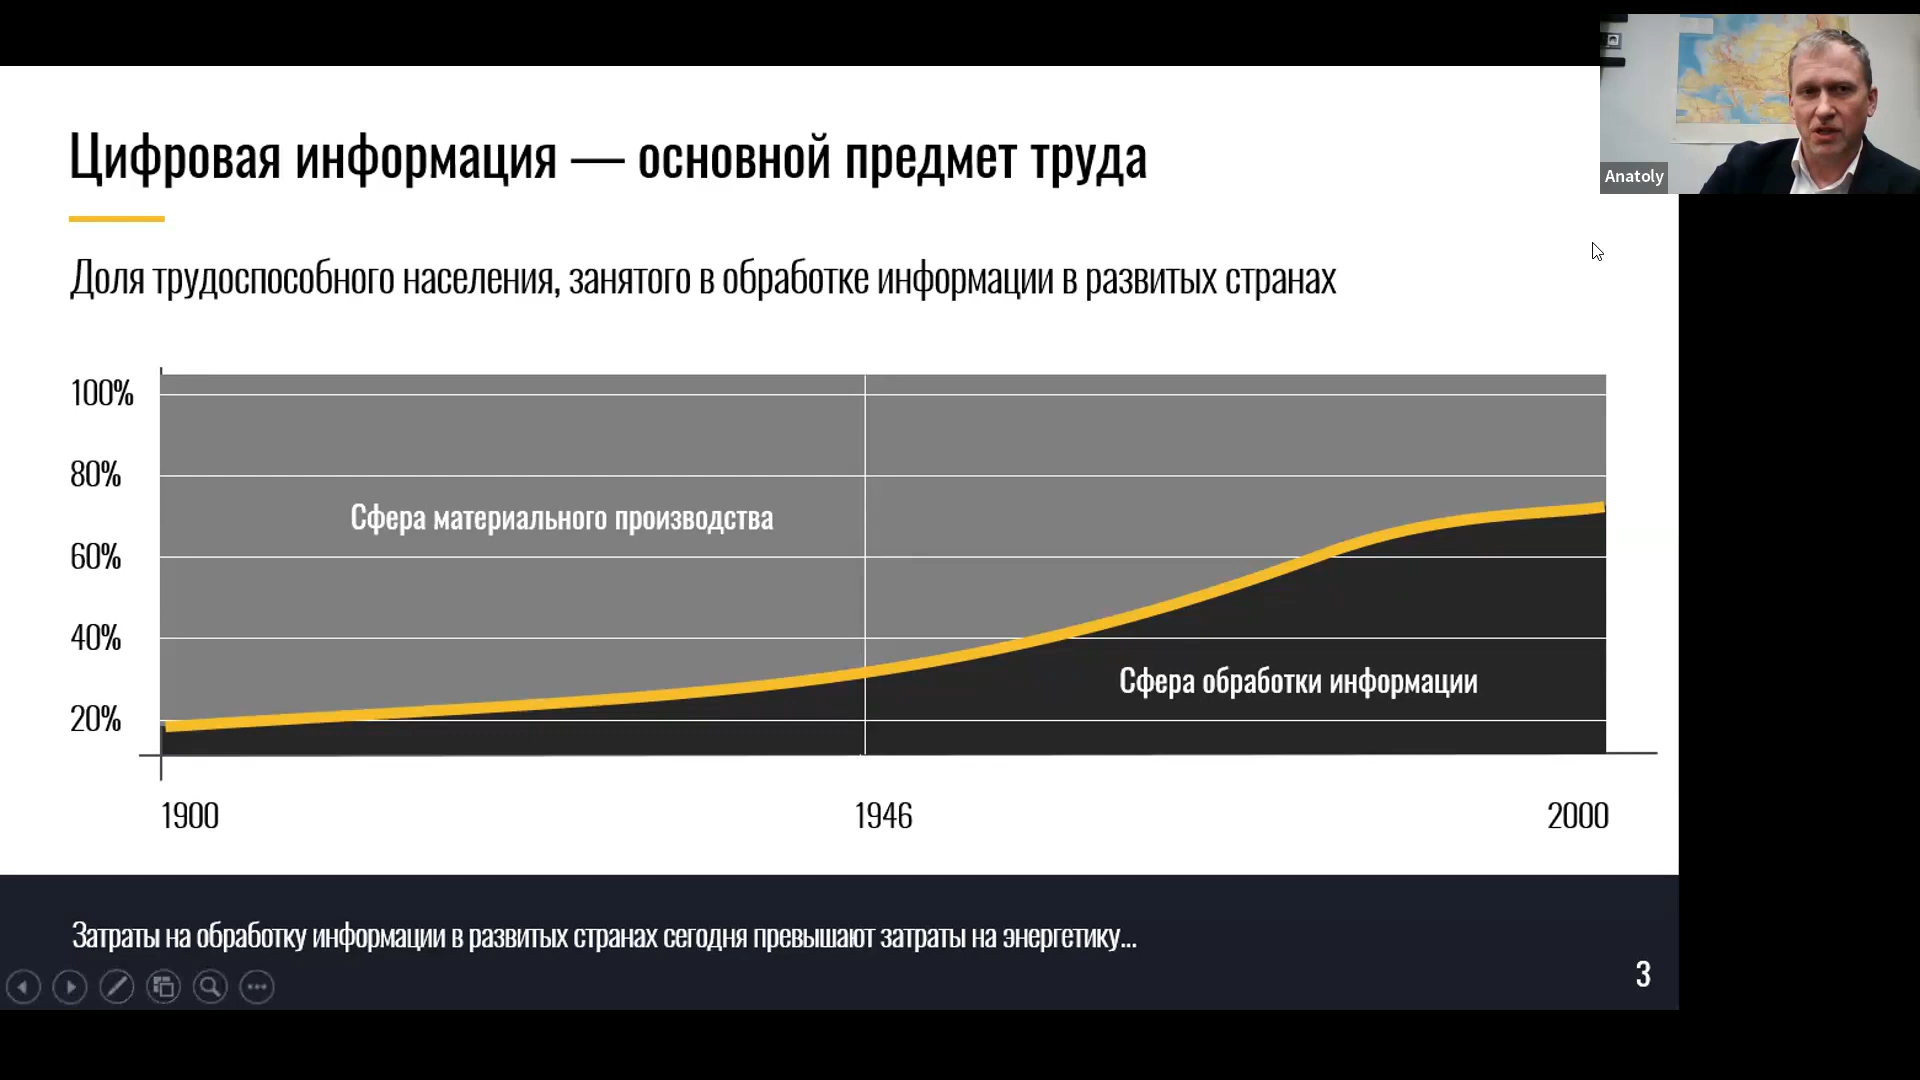 Цифровая информация — основной предмет труда
Anatoly
Доля трудоспособного населения, занятого в обработке информации в развитых странах
100%
80%
Сфера материального производства
60%
40%
Сфера обработки информации
20%
1900
1946
2000
Затраты на обработку информации в развитых странах сегодня превышают затраты на энергетику...
3